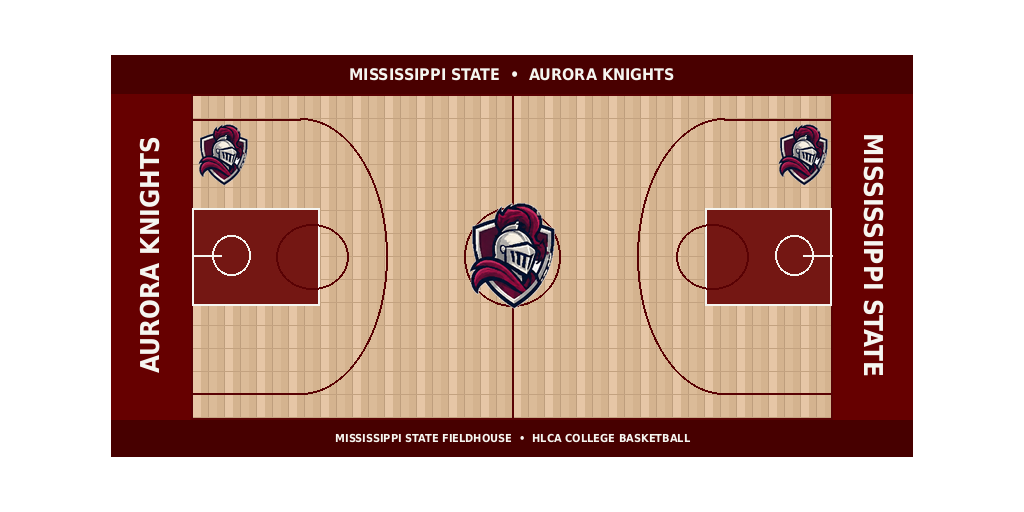 MISSISSIPPI STATE • AURORA KNIGHTS
AURORA KNIGHTS
MISSISSIPPI STATE
MISSISSIPPI STATE FIELDHOUSE • HLCA COLLEGE BASKETBALL